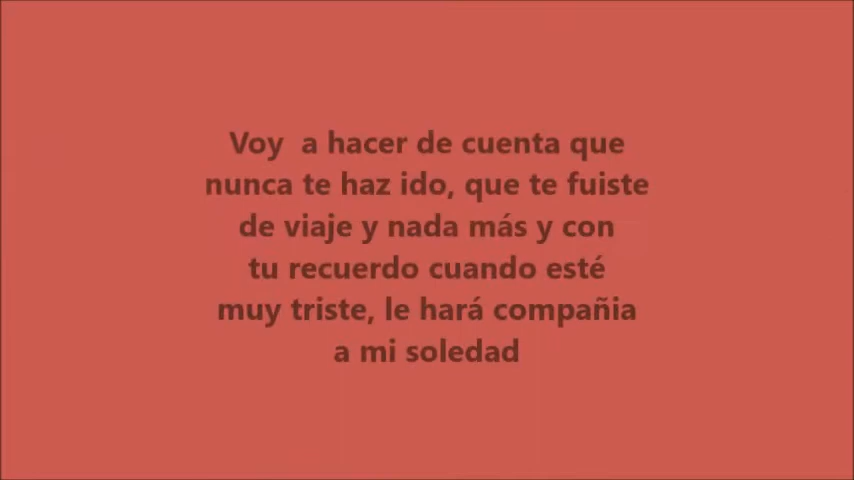 Voy  a hacer de cuenta que
nunca te haz ido, que te fuiste
de viaje y nada más y con
tu recuerdo cuando esté
muy triste, le hará compañia
a mi soledad